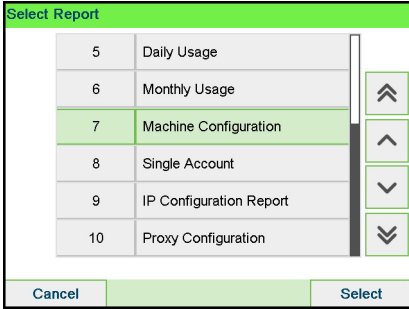 Select Report
5 Daily Usage
6 Monthly Usage
7 Machine Configuration
8 Single Account
9 IP Configuration Report
10 Proxy Configuration
Cancel Select